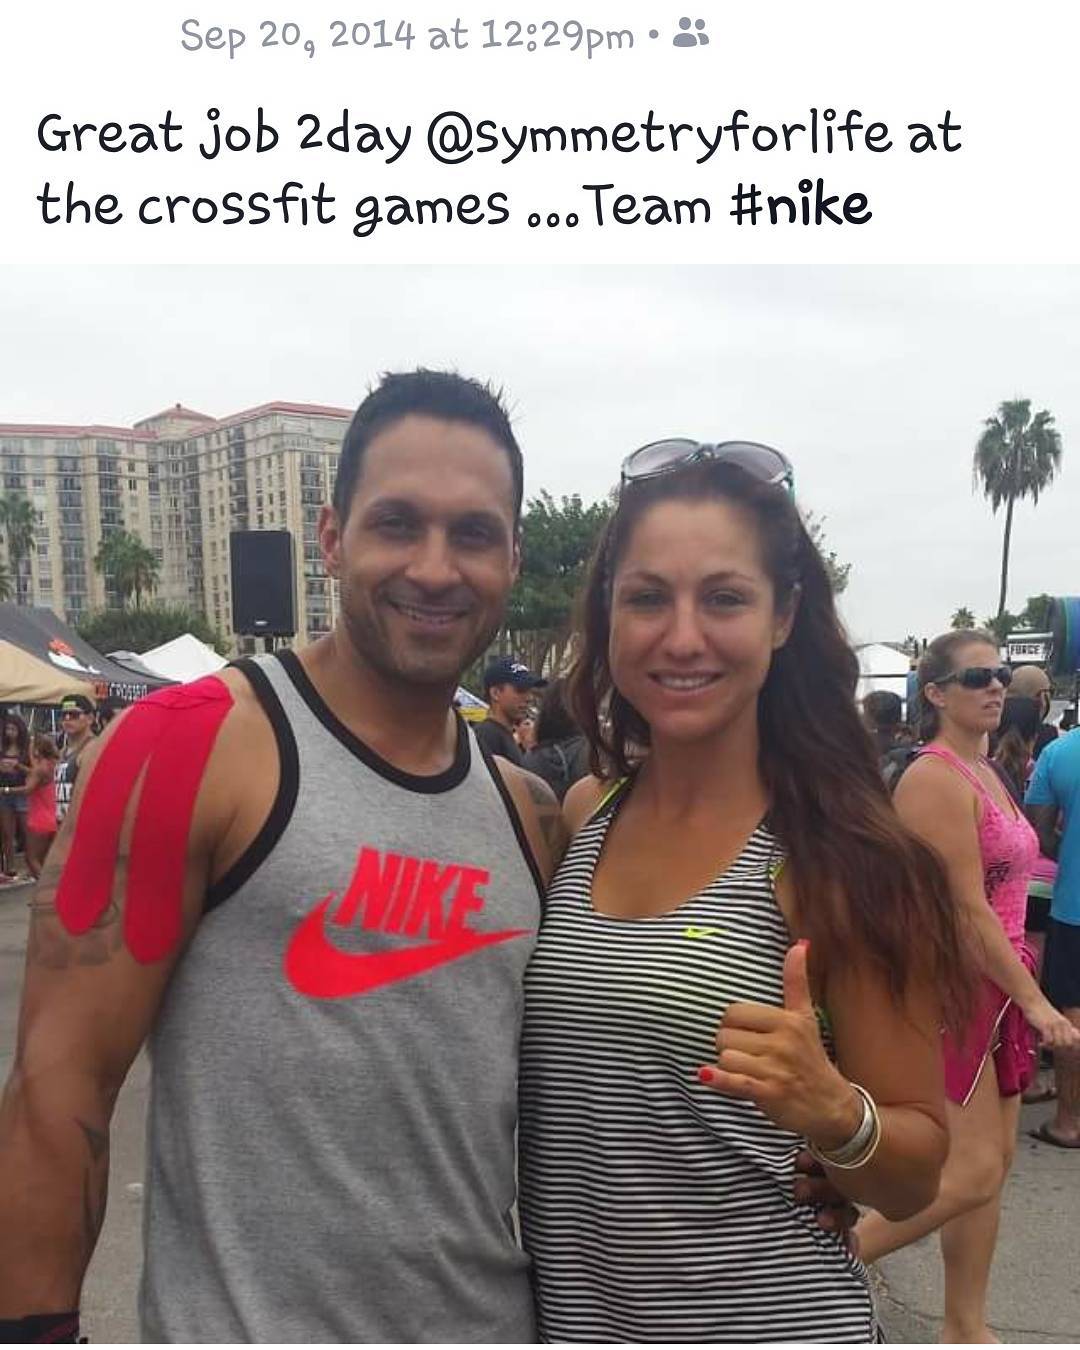 Sep 20, 2014 at 12:29pm
Great job 2day @symmetryforlife at
the crossfit games ...Team #nike
FORCE
NIKE